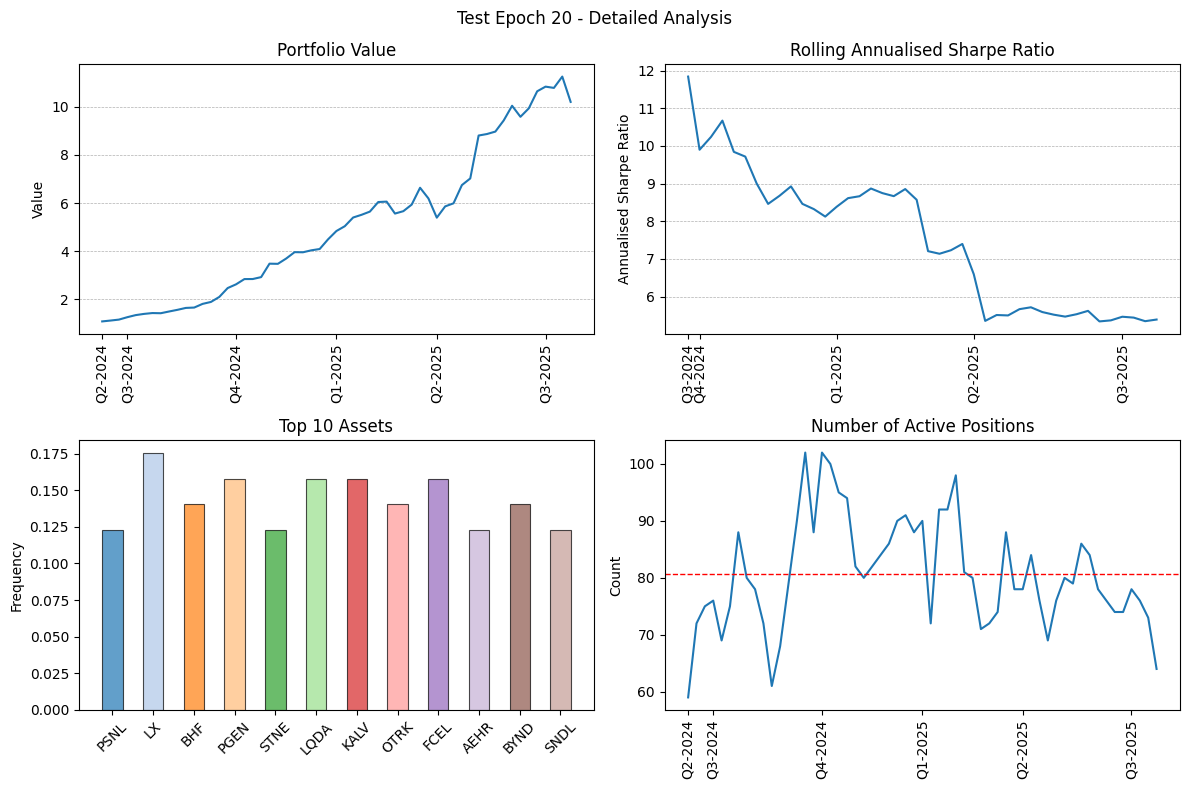 Test Epoch 20 - Detailed Analysis
Portfolio Value
Value
10
8
6
4
2
Q2-2024
Q3-2024
Q4-2024
Q1-2025
Q2-2025
Q3-2025
Rolling Annualised Sharpe Ratio
Annualised Sharpe Ratio
12
11
10
9
8
7
6
Q3-2024
Q4-2024
Q1-2025
Q2-2025
Q3-2025
Top 10 Assets
Frequency
0.175
0.150
0.125
0.100
0.075
0.050
0.025
0.000
PSNL
LX
BHF
PGEN
STNE
LQDA
KALV
OTRK
FCEL
AEHR
BYND
SNDL
Number of Active Positions
Count
100
90
80
70
60
Q2-2024
Q3-2024
Q4-2024
Q1-2025
Q2-2025
Q3-2025